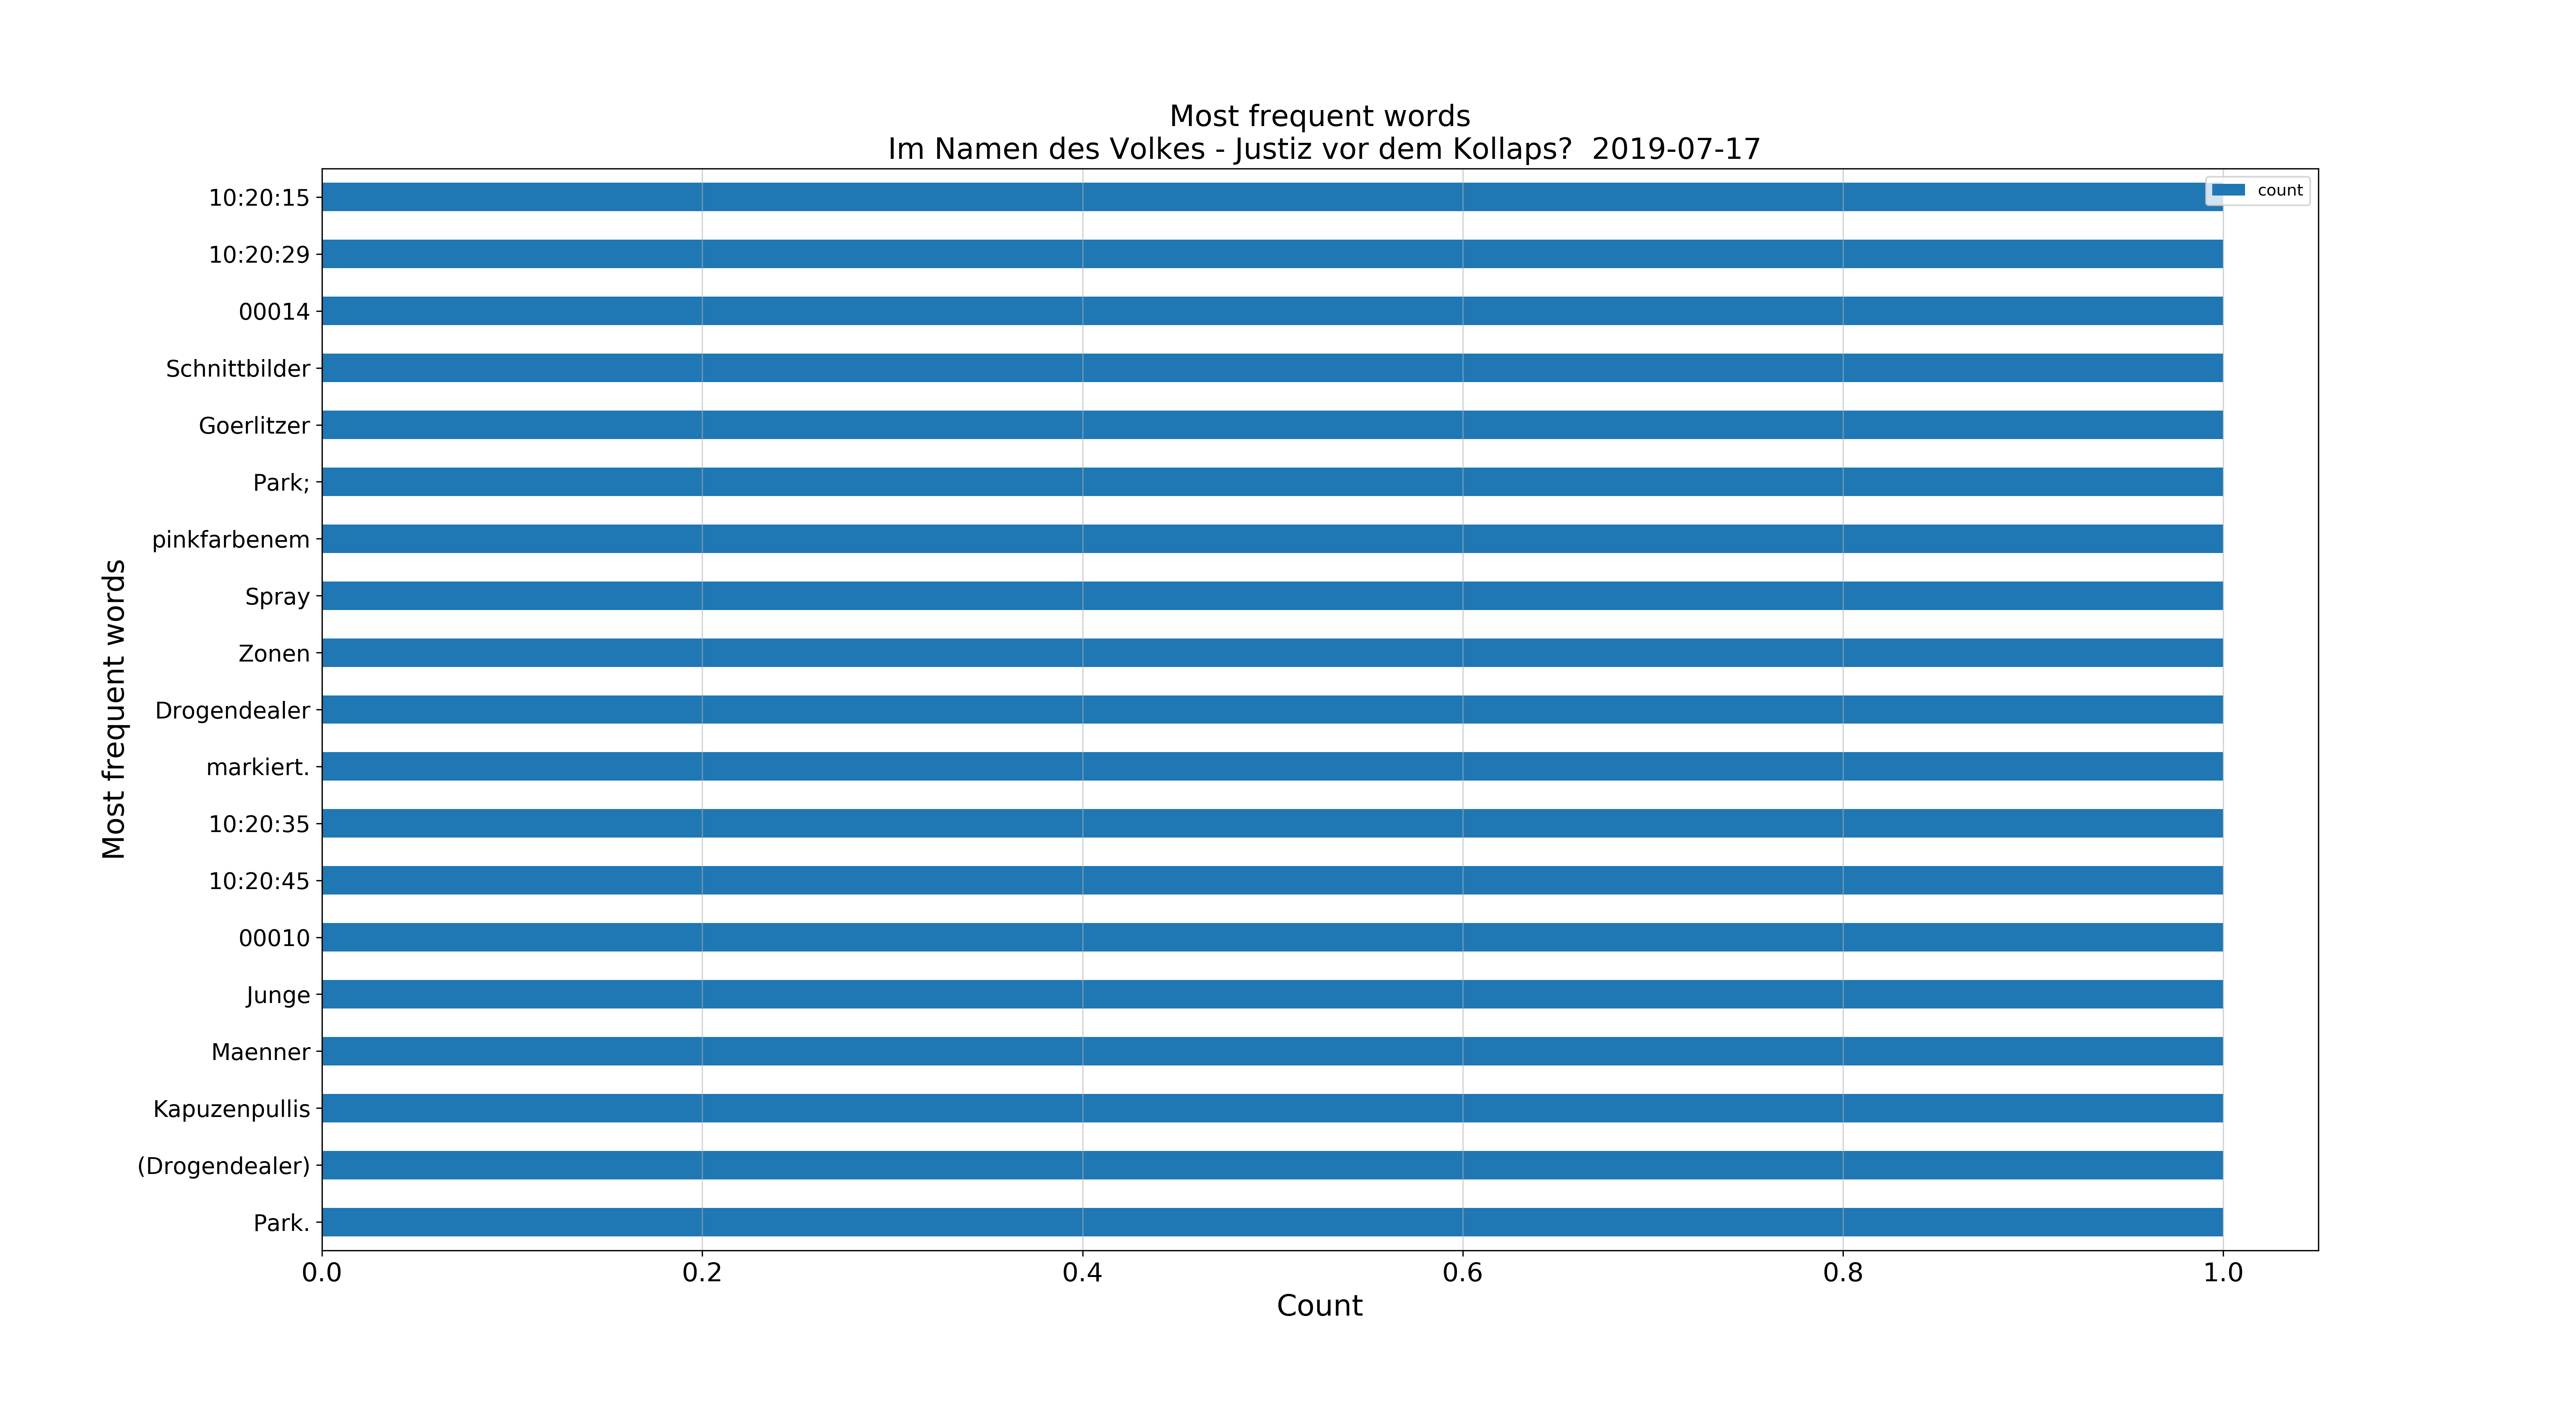 Most frequent words
Im Namen des Volkes - Justiz vor dem Kollaps?  2019-07-17
count
Most frequent words
10:20:15
10:20:29
00014
Schnittbilder
Goerlitzer
Park;
pinkfarbenem
Spray
Zonen
Drogendealer
markiert.
10:20:35
10:20:45
00010
Junge
Maenner
Kapuzenpullis
(Drogendealer)
Park.
0.0 0.2 0.4 0.6 0.8 1.0
Count